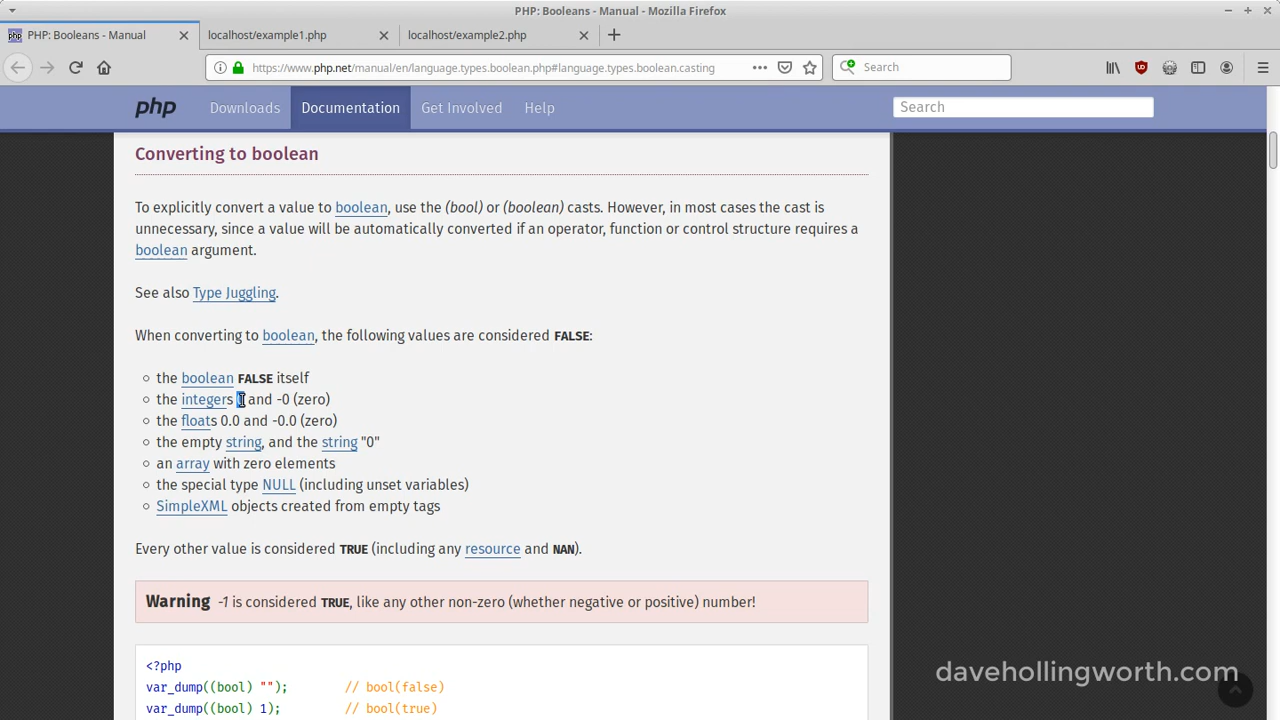 PHP: Booleans - Manual - Mozilla Firefox
PHP: Booleans - Manual
localhost/example1.php
localhost/example2.php
https://www.php.net/manual/en/language.types.boolean.php#language.types.boolean.casting
Search
php
Downloads
Documentation
Get Involved
Help
Search
Converting to boolean
To explicitly convert a value to boolean, use the (bool) or (boolean) casts. However, in most cases the cast is
unnecessary, since a value will be automatically converted if an operator, function or control structure requires a
boolean argument.
See also Type Juggling.
When converting to boolean, the following values are considered FALSE:
the boolean FALSE itself
the integers 0 and -0 (zero)
the floats 0.0 and -0.0 (zero)
the empty string, and the string "0"
an array with zero elements
the special type NULL (including unset variables)
SimpleXML objects created from empty tags
Every other value is considered TRUE (including any resource and NAN).
Warning -1 is considered TRUE, like any other non-zero (whether negative or positive) number!
<?php
var_dump((bool) ""); // bool(false)
var_dump((bool) 1); // bool(true)
davehollingworth.com